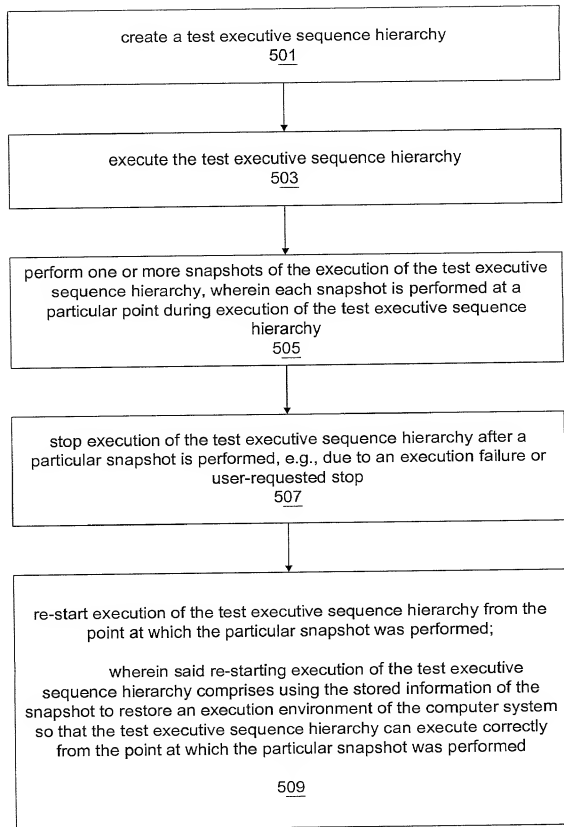 create a test executive sequence hierarchy
501
execute the test executive sequence hierarchy
503
perform one or more snapshots of the execution of the test executive
sequence hierarchy, wherein each snapshot is performed at a
particular point during execution of the test executive sequence
hierarchy
505
stop execution of the test executive sequence hierarchy after a
particular snapshot is performed, e.g., due to an execution failure or
user-requested stop
507
re-start execution of the test executive sequence hierarchy from the
point at which the particular snapshot was performed;
wherein said re-starting execution of the test executive
sequence hierarchy comprises using the stored information of the
snapshot to restore an execution environment of the computer system
so that the test executive sequence hierarchy can execute correctly
from the point at which the particular snapshot was performed
509